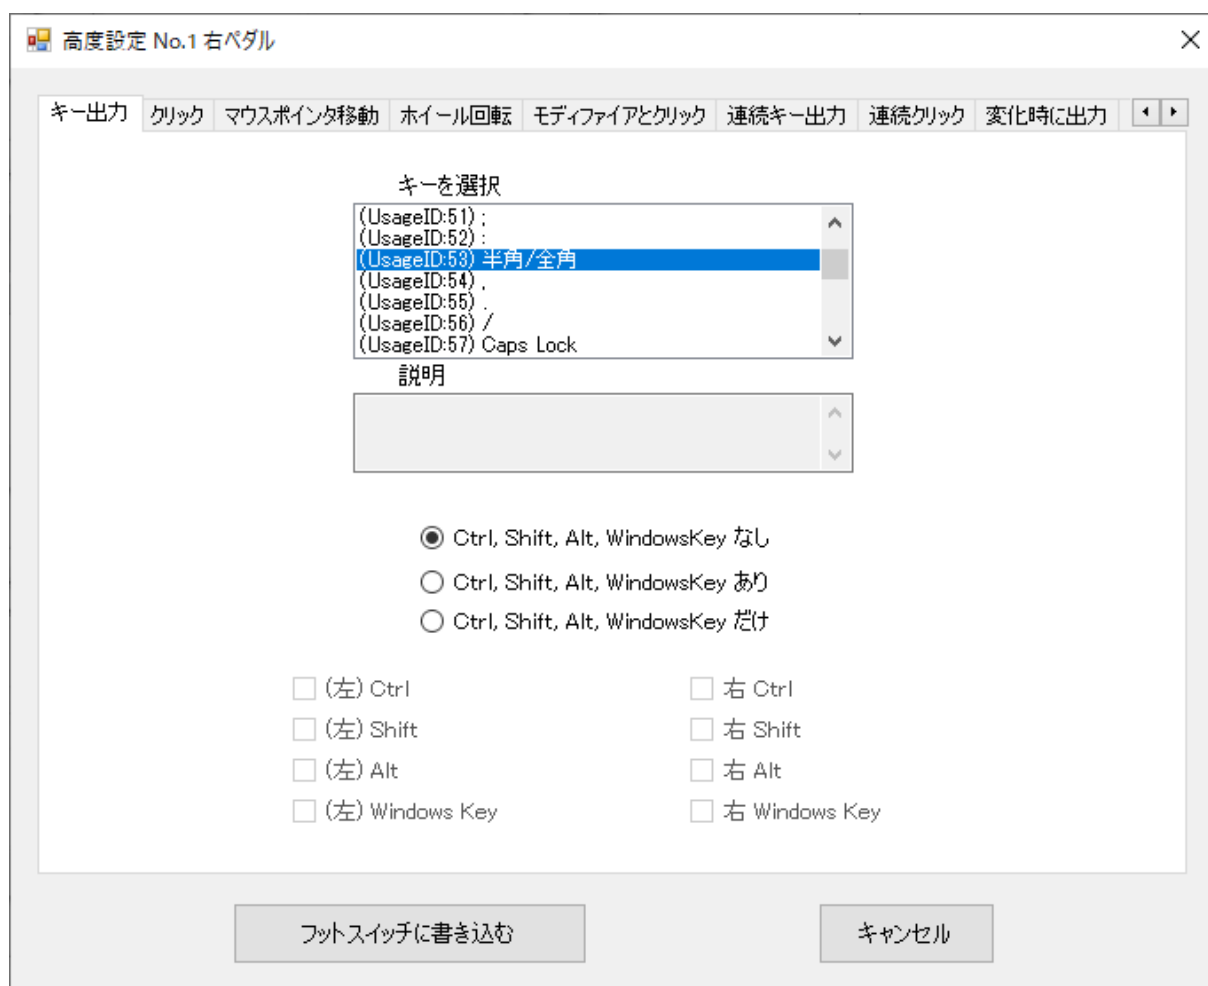 高度設定 No.1 右ペダル
キー出力 クリック マウスポインタ移動 ホイール回転 モディファイアとクリック 連続キー出力 連続クリック 変化時に出力
キーを選択
(UsageID:51) ;
(UsageID:52) :
(UsageID:53) 半角/全角
(UsageID:54) ,
(UsageID:55) .
(UsageID:56) /
(UsageID:57) Caps Lock
説明
Ctrl, Shift, Alt, WindowsKey なし
Ctrl, Shift, Alt, WindowsKey あり
Ctrl, Shift, Alt, WindowsKey だけ
(左) Ctrl 右 Ctrl
(左) Shift 右 Shift
(左) Alt 右 Alt
(左) Windows Key 右 Windows Key
フットスイッチに書き込む キャンセル